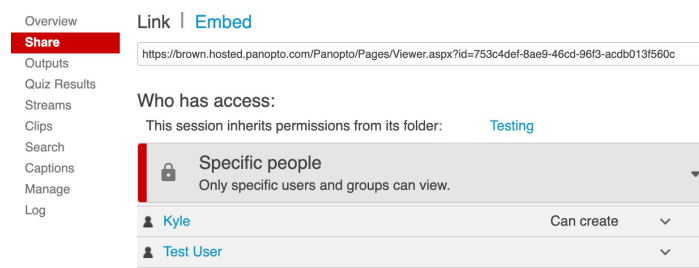 Overview
Share
Outputs
Quiz Results
Streams
Clips
Search
Captions
Manage
Log
Link | Embed
https://brown.hosted.panopto.com/Panopto/Pages/Viewer.aspx?id=753c4def-8ae9-46cd-96f3-acdb013f560c
Who has access:
This session inherits permissions from its folder: Testing
Specific people
Only specific users and groups can view.
Kyle Can create
Test User